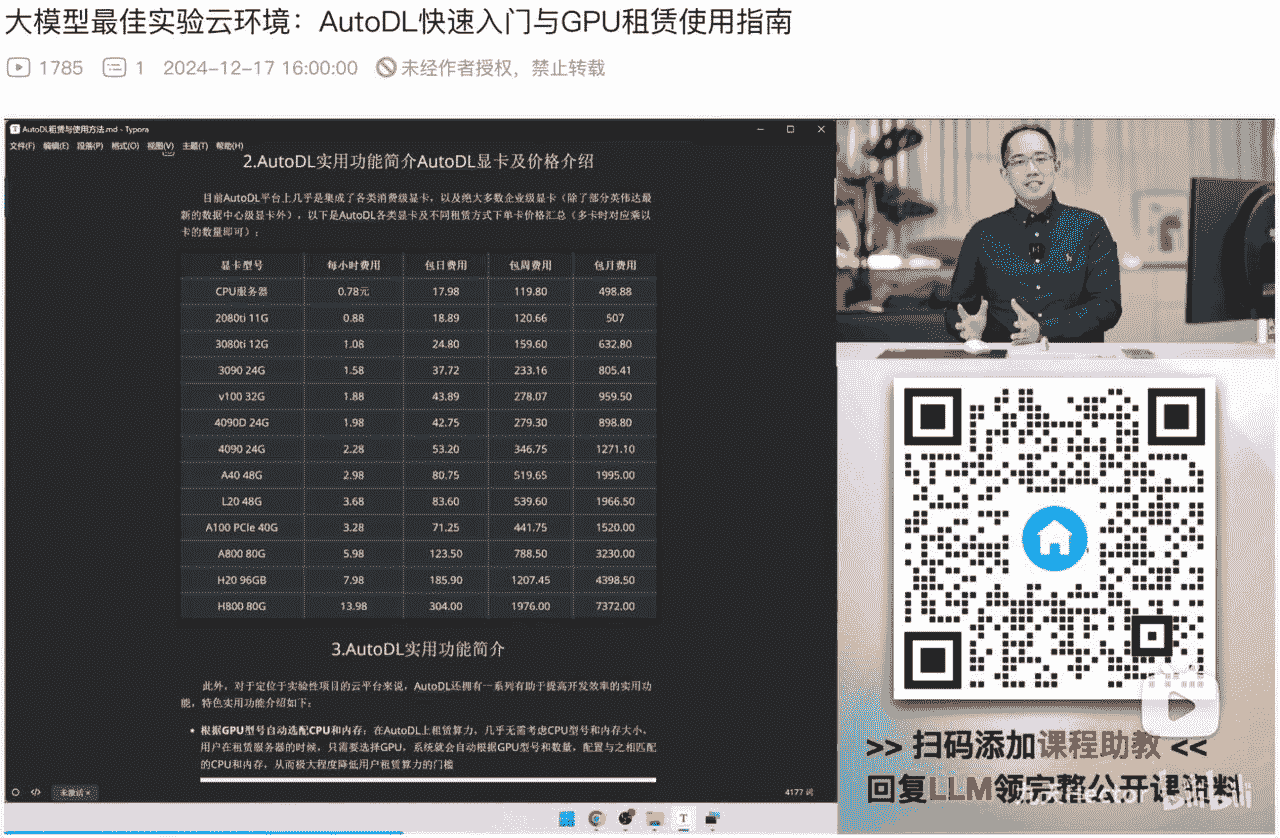 大模型最佳实验云环境：AutoDL快速入门与GPU租赁使用指南
1785 1 2024-12-17 16:00:00 未经作者授权，禁止转载
AutoDL租赁与使用方法.md - Typora
文件(F) 编辑(E) 段落(P) 格式(O) 视图(V) 主题(T) 帮助(H)
2.AutoDL实用功能简介AutoDL显卡及价格介绍
目前AutoDL平台上几乎是集成了各类消费级显卡，以及绝大多数企业级显卡（除了部分英伟达最
新的数据中心级显卡外），以下是AutoDL各类显卡及不同租赁方式下单卡价格汇总（多卡时对应乘以
卡的数量即可）：
显卡型号 每小时费用 包日费用 包周费用 包月费用
CPU服务器 0.78元 17.98 119.80 498.88
2080ti 11G 0.88 18.89 120.66 507
3080ti 12G 1.08 24.80 159.60 632.80
3090 24G 1.58 37.72 233.16 805.41
v100 32G 1.88 43.89 278.07 959.50
4090D 24G 1.98 42.75 279.30 898.80
4090 24G 2.28 53.20 346.75 1271.10
A40 48G 2.98 80.75 519.65 1995.00
L20 48G 3.68 83.60 539.60 1966.50
A100 PCIe 40G 3.28 71.25 441.75 1520.00
A800 80G 5.98 123.50 788.50 3230.00
H20 96GB 7.98 185.90 1207.45 4398.50
H800 80G 13.98 304.00 1976.00 7372.00
3.AutoDL实用功能简介
此外，对于定位于实验性项目的云平台来说，AutoDL还拥有一系列有助于提高开发效率的实用功
能，特色实用功能介绍如下：
根据GPU型号自动选配CPU和内存：在AutoDL上租赁算力，几乎无需考虑CPU型号和内存大小，
用户在租赁服务器的时候，只需要选择GPU，系统就会自动根据GPU型号和数量，配置与之相匹配
的CPU和内存，从而极大程度降低用户租赁算力的门槛
未激活
4177 词
>> 扫码添加课程助教 <<
回复LLM领完整公开课资料
bilibili